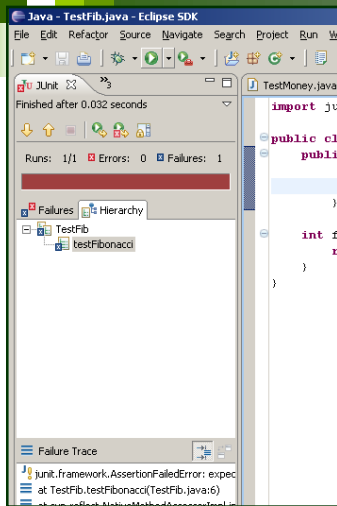 Java - TestFib.java - Eclipse SDK
File Edit Refactor Source Navigate Search Project Run W
JUnit 3 TestMoney.java
Finished after 0.032 seconds
Runs: 1/1 Errors: 0 Failures: 1
Failures Hierarchy
TestFib
testFibonacci
import ju
public cl
publi
}
int f
r
}
}
Failure Trace
junit.framework.AssertionFailedError: expec
at TestFib.testFibonacci(TestFib.java:6)